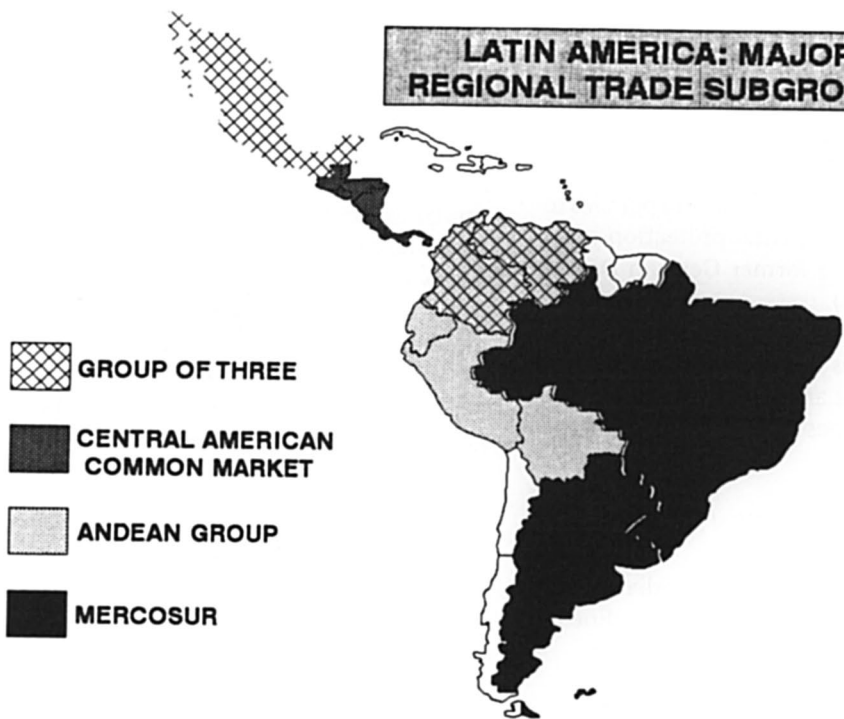 LATIN AMERICA: MAJOR
REGIONAL TRADE SUBGRO
GROUP OF THREE
CENTRAL AMERICAN
COMMON MARKET
ANDEAN GROUP
MERCOSUR